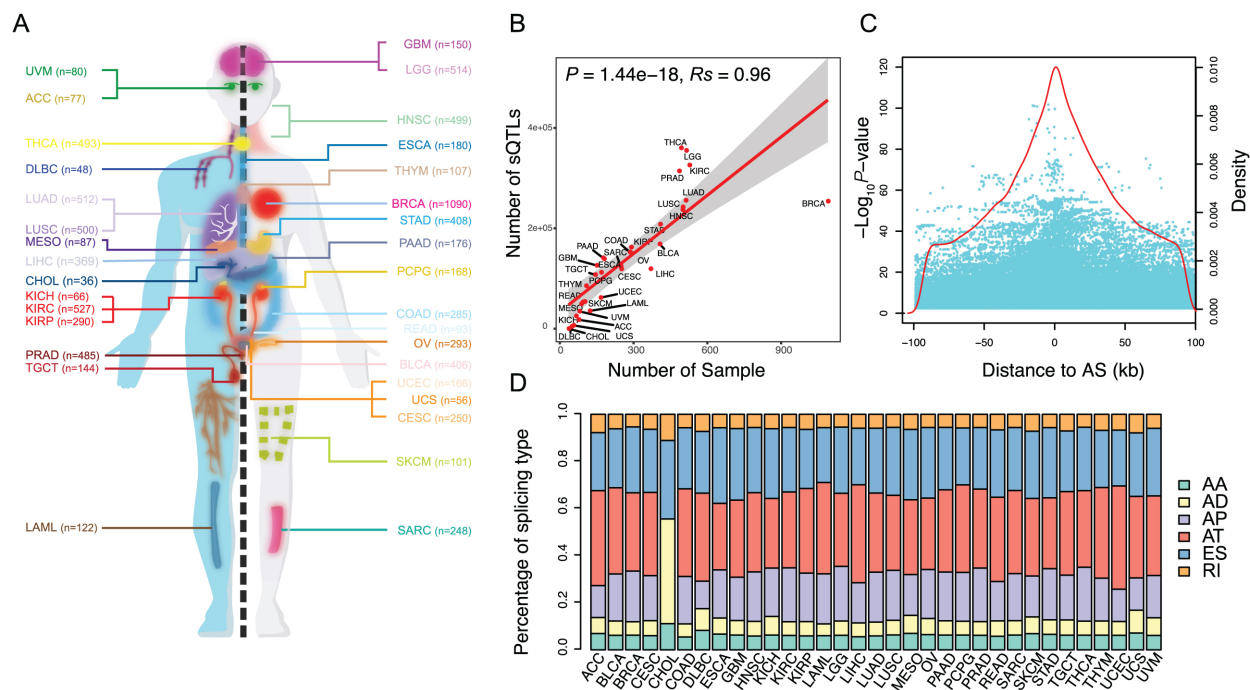 A
GBM (n=150)
LGG (n=514)
UVM (n=80)
ACC (n=77)
HNSC (n=499)
THCA (n=493)
ESCA (n=180)
DLBC (n=48)
THYM (n=107)
LUAD (n=512)
BRCA (n=1090)
STAD (n=408)
LUSC (n=500)
MESO (n=87)
PAAD (n=176)
LIHC (n=369)
CHOL (n=36)
PCPG (n=168)
KICH (n=66)
KIRC (n=527)
KIRP (n=290)
COAD (n=285)
READ (n=93)
OV (n=293)
PRAD (n=485)
TGCT (n=144)
BLCA (n=406)
UCEC (n=166)
UCS (n=56)
CESC (n=250)
SKCM (n=101)
LAML (n=122)
SARC (n=248)
B
P = 1.44e−18, Rs = 0.96
Number of sQTLs
4e+05
2e+05
0
THCA
LGG
KIRC
PRAD
LUAD
LUSC
HNSC
BRCA
STAD
COAD
KIRP
PAAD
SARC
BLCA
GBM
ESCA
OV
TGCT
CESC
LIHC
PCPG
THYM
UCEC
READ
SKCM
LAML
MESO
UVM
KICH
ACC
DLBC
CHOL
UCS
0 300 600 900
Number of Sample
C
−Log10 P−value
120
100
80
60
40
20
0
0.010
0.008
0.006
0.004
0.002
0.000
Density
−100 −50 0 50 100
Distance to AS (kb)
D
Percentage of splicing type
1.0
0.8
0.6
0.4
0.2
0.0
ACC
BLCA
BRCA
CESC
CHOL
COAD
DLBC
ESCA
GBM
HNSC
KICH
KIRC
KIRP
LAML
LGG
LIHC
LUAD
LUSC
MESO
OV
PAAD
PCPG
PRAD
READ
SARC
SKCM
STAD
TGCT
THCA
THYM
UCEC
UCS
UVM
AA
AD
AP
AT
ES
RI